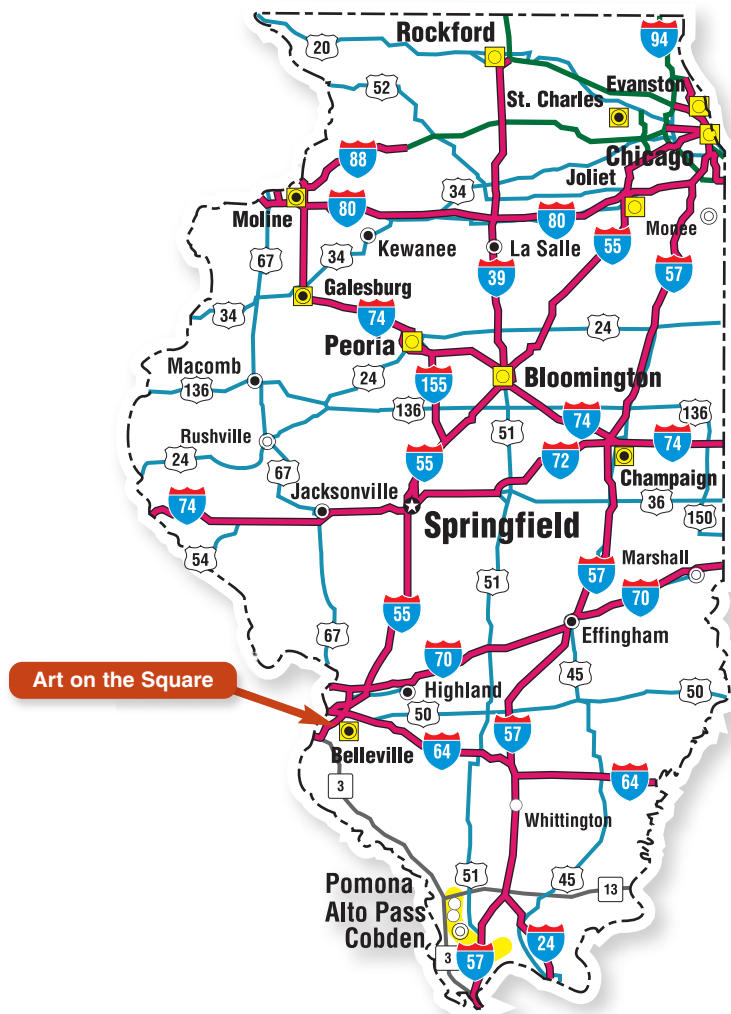 94
Rockford
20
Evanston
52
St. Charles
Chicago
88
Joliet
34
Moline
80
80
Monee
Kewanee
La Salle
55
67
34
39
57
Galesburg
74
34
24
Peoria
Macomb
24
155
Bloomington
136
136
74
136
Rushville
51
74
24
67
55
72
Champaign
Jacksonville
36
74
Springfield
150
54
Marshall
51
57
70
55
67
Effingham
70
45
Art on the Square
Highland
50
50
57
Belleville
64
64
3
Whittington
51
45
13
Pomona
Alto Pass
Cobden
24
3
57